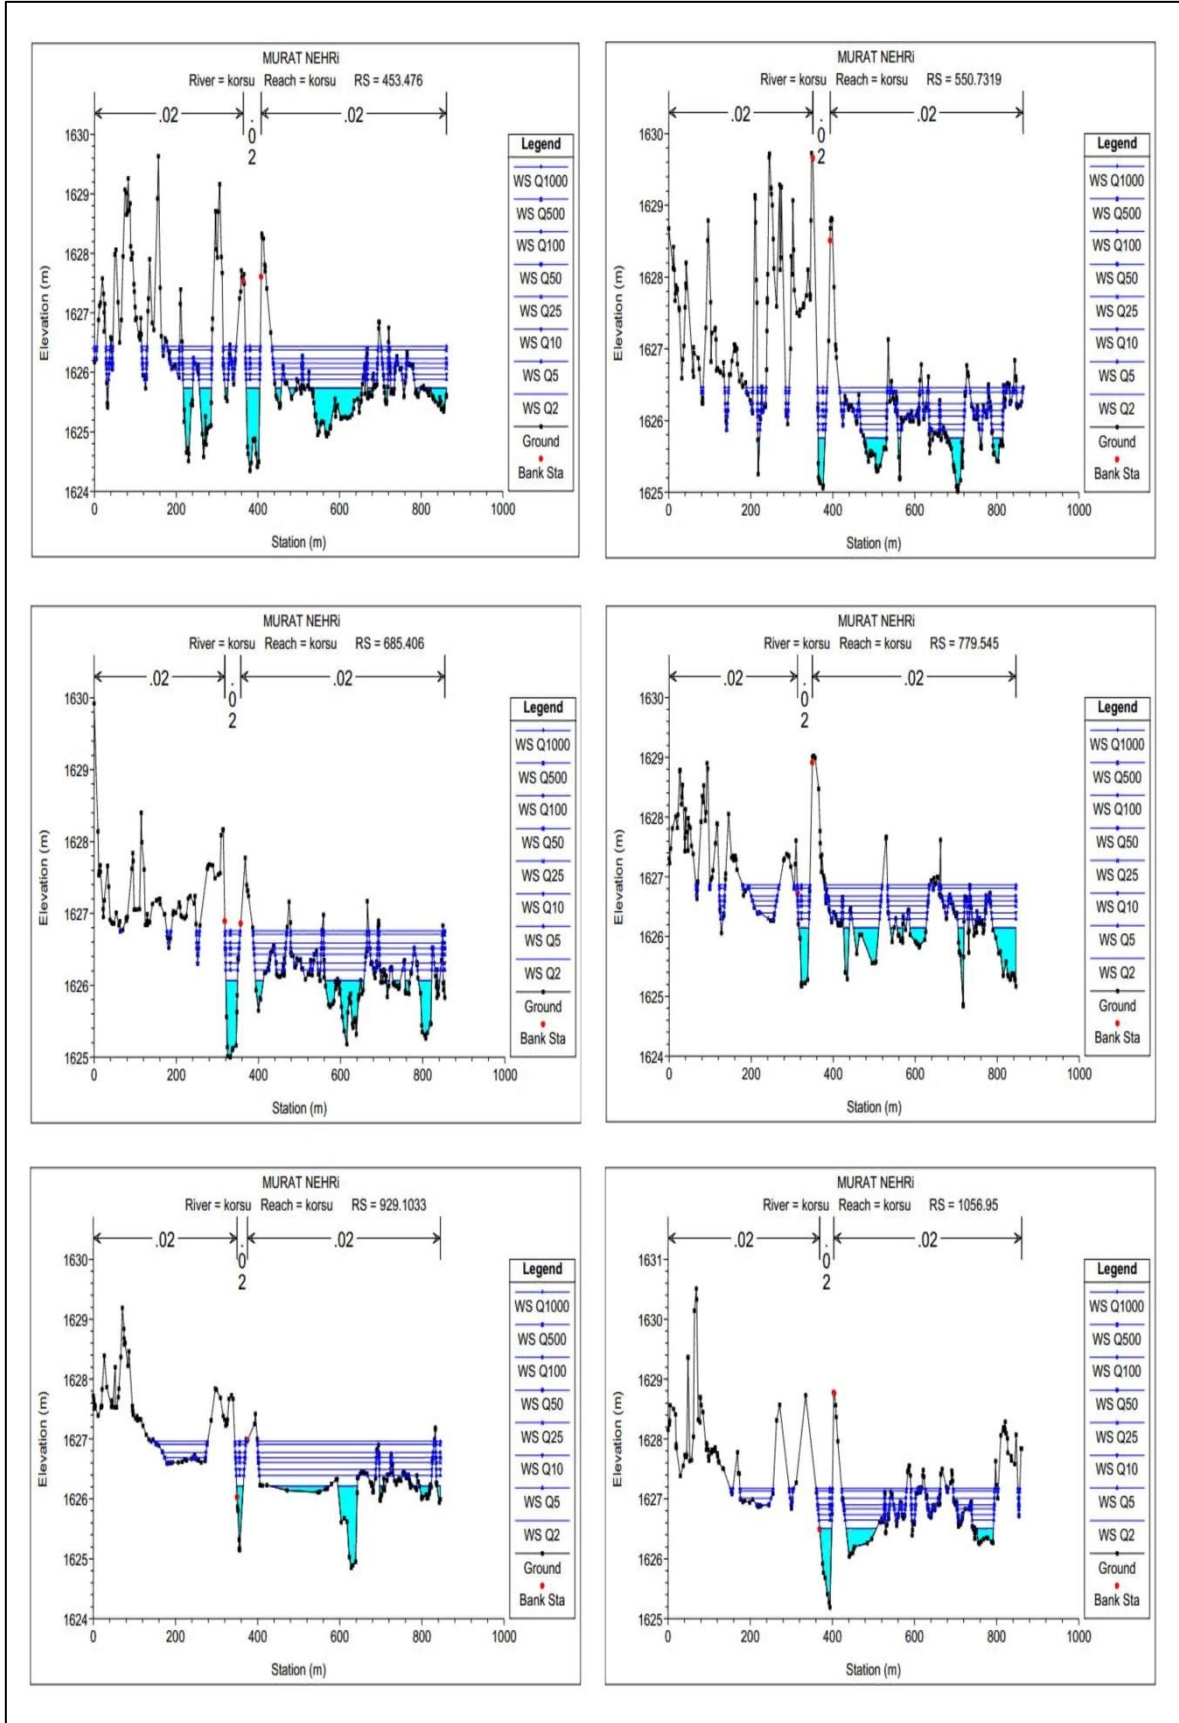 MURAT NEHRi
River = korsu Reach = korsu RS = 453.476
.02
.02
.02
Elevation (m)
1630
1629
1628
1627
1626
1625
1624
0 200 400 600 800 1000
Station (m)
Legend
WS Q1000
WS Q500
WS Q100
WS Q50
WS Q25
WS Q10
WS Q5
WS Q2
Ground
Bank Sta
MURAT NEHRi
River = korsu Reach = korsu RS = 550.7319
.02
.02
.02
Elevation (m)
1630
1629
1628
1627
1626
1625
0 200 400 600 800 1000
Station (m)
Legend
WS Q1000
WS Q500
WS Q100
WS Q50
WS Q25
WS Q10
WS Q5
WS Q2
Ground
Bank Sta
MURAT NEHRi
River = korsu Reach = korsu RS = 685.406
.02
.02
.02
Elevation (m)
1630
1629
1628
1627
1626
1625
0 200 400 600 800 1000
Station (m)
Legend
WS Q1000
WS Q500
WS Q100
WS Q50
WS Q25
WS Q10
WS Q5
WS Q2
Ground
Bank Sta
MURAT NEHRi
River = korsu Reach = korsu RS = 779.545
.02
.02
.02
Elevation (m)
1630
1629
1628
1627
1626
1625
1624
0 200 400 600 800 1000
Station (m)
Legend
WS Q1000
WS Q500
WS Q100
WS Q50
WS Q25
WS Q10
WS Q5
WS Q2
Ground
Bank Sta
MURAT NEHRi
River = korsu Reach = korsu RS = 929.1033
.02
.02
.02
Elevation (m)
1630
1629
1628
1627
1626
1625
1624
0 200 400 600 800 1000
Station (m)
Legend
WS Q1000
WS Q500
WS Q100
WS Q50
WS Q25
WS Q10
WS Q5
WS Q2
Ground
Bank Sta
MURAT NEHRi
River = korsu Reach = korsu RS = 1056.95
.02
.02
.02
Elevation (m)
1631
1630
1629
1628
1627
1626
1625
0 200 400 600 800 1000
Station (m)
Legend
WS Q1000
WS Q500
WS Q100
WS Q50
WS Q25
WS Q10
WS Q5
WS Q2
Ground
Bank Sta